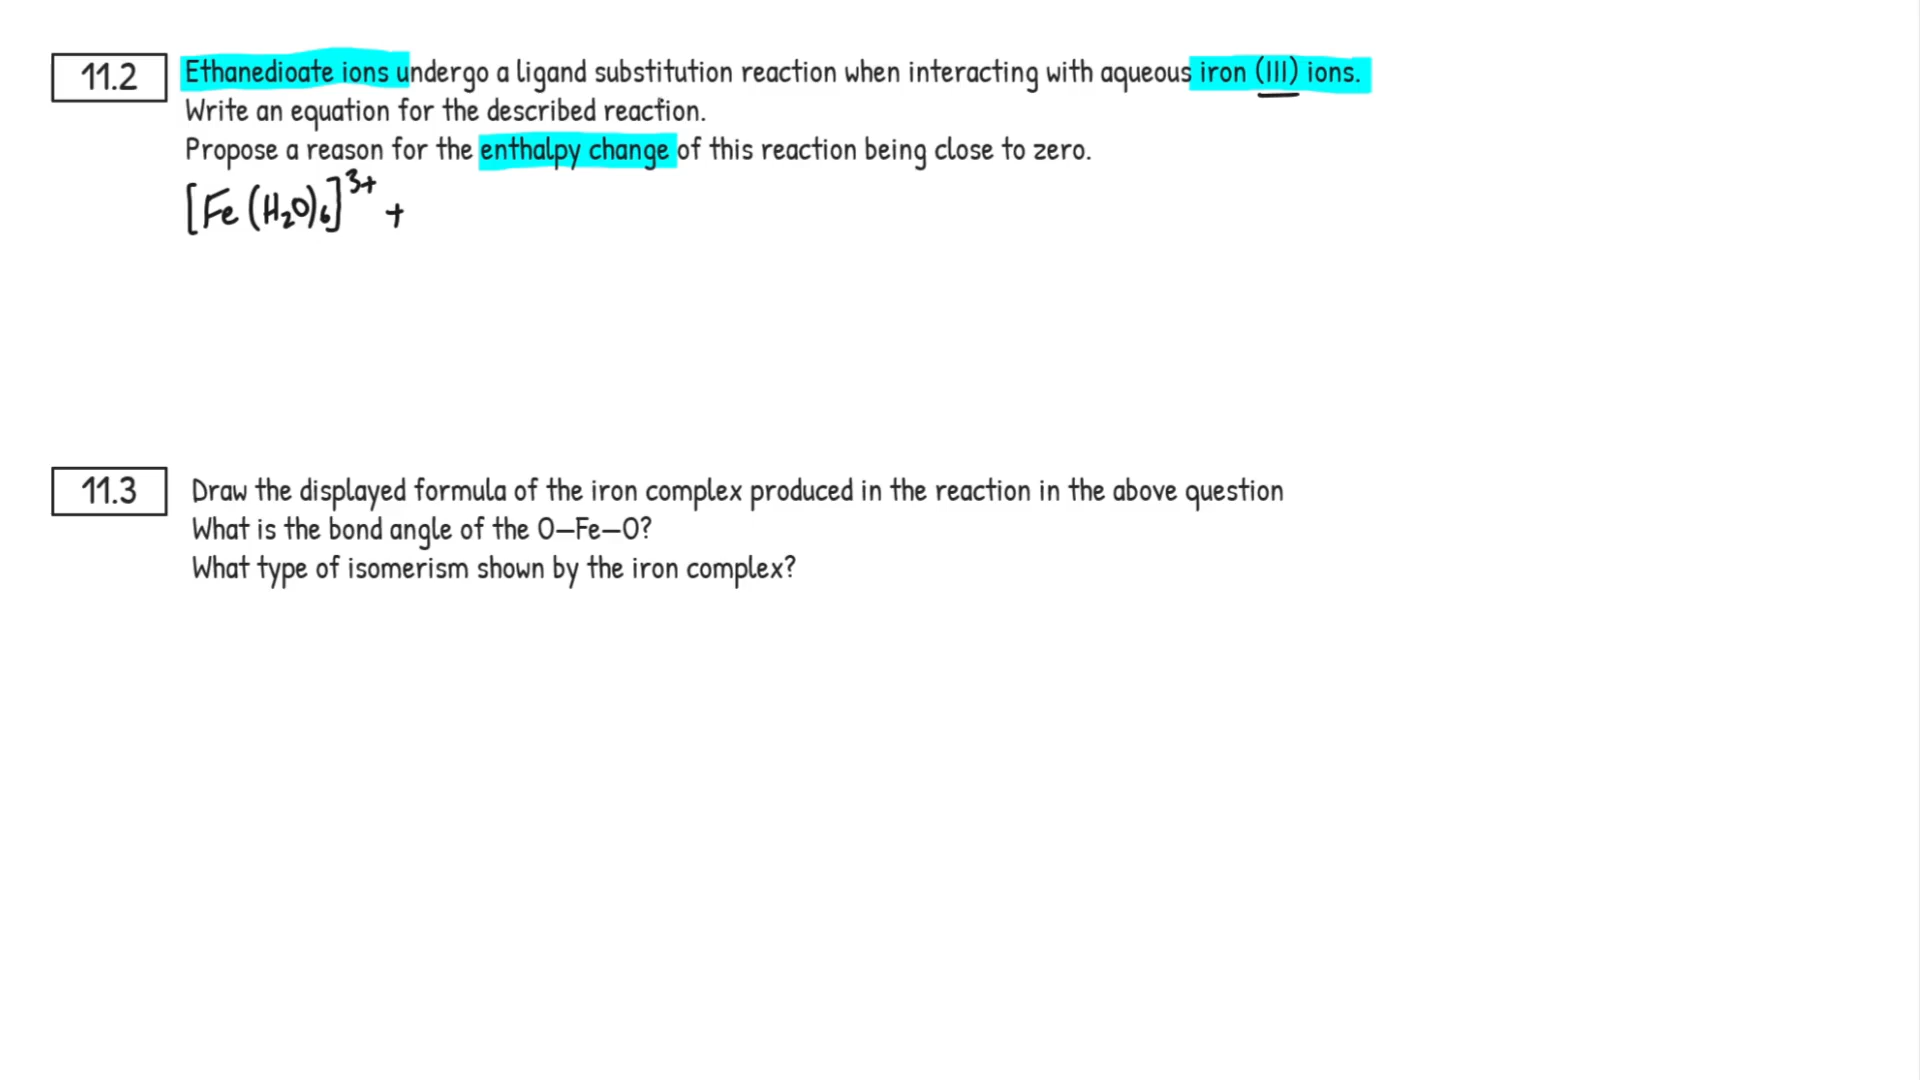 11.2 Ethanedioate ions undergo a ligand substitution reaction when interacting with aqueous iron (III) ions.
Write an equation for the described reaction.
Propose a reason for the enthalpy change of this reaction being close to zero.
[Fe(H₂O)₆]³⁺ +
11.3 Draw the displayed formula of the iron complex produced in the reaction in the above question
What is the bond angle of the O–Fe–O?
What type of isomerism shown by the iron complex?